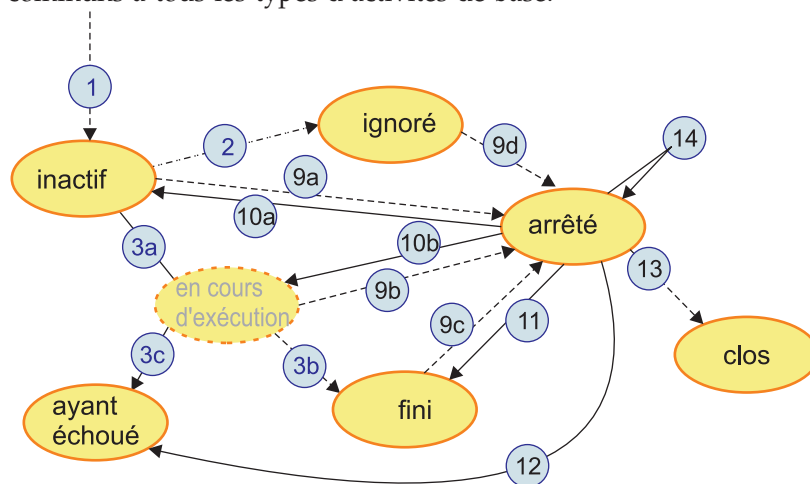 communs à tous les types d'activités de base.
1
ignoré
14
2
9d
inactif
9a
10a
arrêté
3a
10b
13
en cours
d'exécution
9b
9c
11
3c
3b
clos
ayant
échoué
fini
12